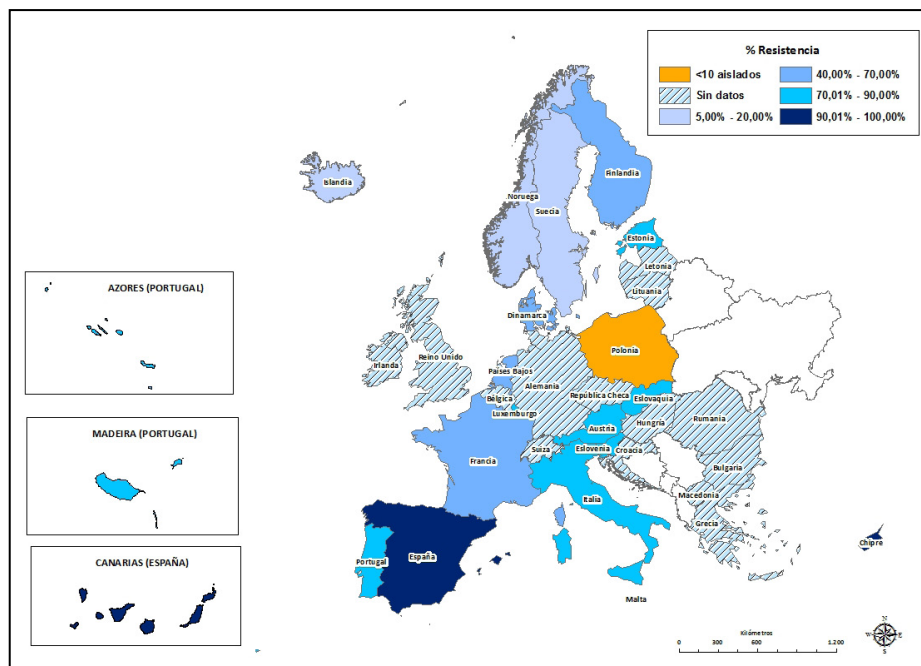 % Resistencia
<10 aislados
40,00% - 70,00%
Sin datos
70,01% - 90,00%
5,00% - 20,00%
90,01% - 100,00%
Islandia
Finlandia
Noruega
Suecia
Estonia
Letonia
Lituania
AZORES (PORTUGAL)
Dinamarca
Polonia
Reino Unido
Irlanda
Países Bajos
Alemania
Bélgica
República Checa
Eslovaquia
Luxemburgo
Austria
Hungría
Rumania
MADEIRA (PORTUGAL)
Suiza
Eslovenia
Croacia
Francia
Bulgaria
Macedonia
Italia
Grecia
Chipre
CANARIAS (ESPAÑA)
España
Portugal
Malta
N
W
E
S
Kilómetros
0 300 600 1.200